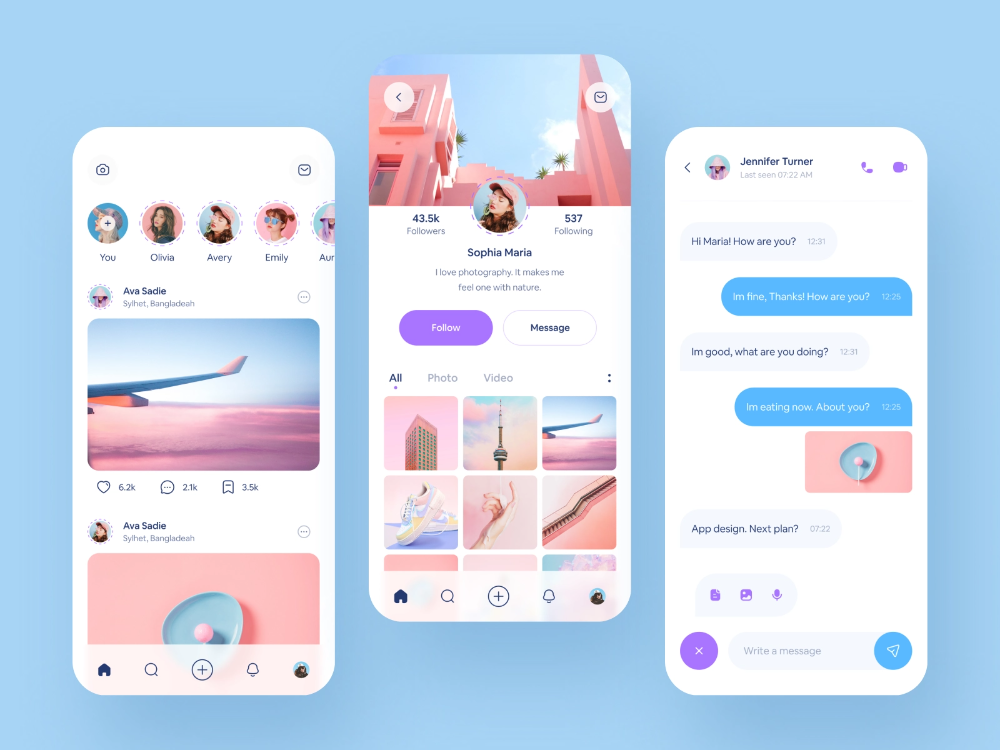 You
Olivia
Avery
Emily
Aur
Ava Sadie
Sylhet, Bangladeah
6.2k
2.1k
3.5k
Ava Sadie
Sylhet, Bangladeah
43.5k
Followers
537
Following
Sophia Maria
I love photography. It makes me
feel one with nature.
Follow
Message
All
Photo
Video
Jennifer Turner
Last seen 07:22 AM
Hi Maria! How are you? 12:31
Im fine, Thanks! How are you? 12:25
Im good, what are you doing? 12:31
Im eating now. About you? 12:25
App design. Next plan? 07:22
Write a message